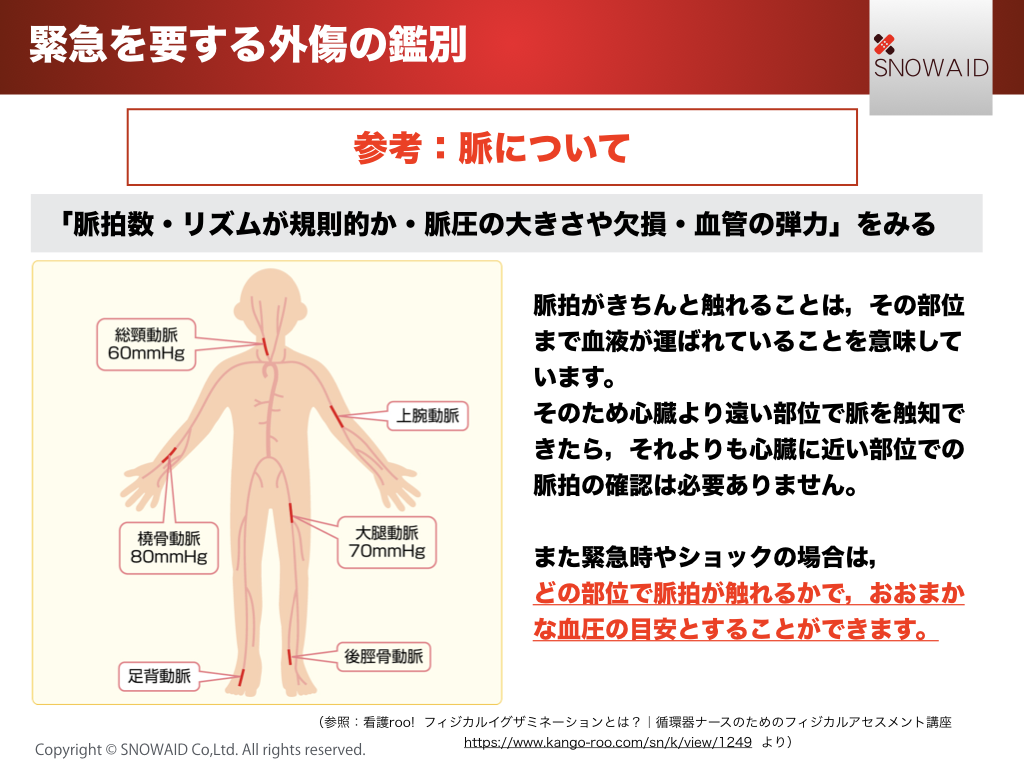 緊急を要する外傷の鑑別
SNOWAID
参考：脈について
「脈拍数・リズムが規則的か・脈圧の大きさや欠損・血管の弾力」をみる
総頸動脈
60mmHg
上腕動脈
橈骨動脈
80mmHg
大腿動脈
70mmHg
後脛骨動脈
足背動脈
脈拍がきちんと触れることは，その部位
まで血液が運ばれていることを意味して
います。
そのため心臓より遠い部位で脈を触知で
きたら，それよりも心臓に近い部位での
脈拍の確認は必要ありません。
また緊急時やショックの場合は，
どの部位で脈拍が触れるかで，おおまか
な血圧の目安とすることができます。
（参照：看護roo! フィジカルイグザミネーションとは？｜循環器ナースのためのフィジカルアセスメント講座
https://www.kango-roo.com/sn/k/view/1249 より）
Copyright © SNOWAID Co,Ltd. All rights reserved.